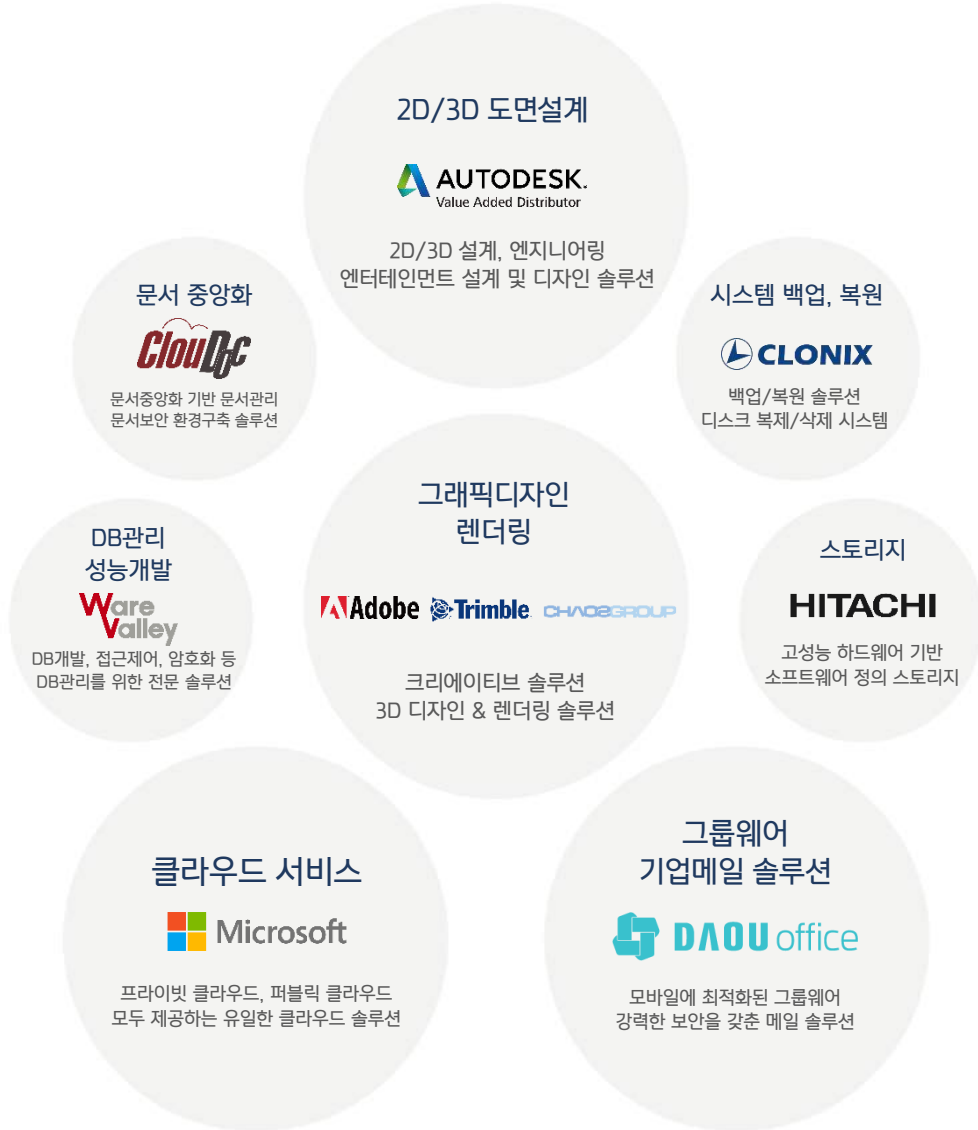 2D/3D 도면설계
AUTODESK.
Value Added Distributor
2D/3D 설계, 엔지니어링
엔터테인먼트 설계 및 디자인 솔루션
문서 중앙화
ClouDoc
문서중앙화 기반 문서관리
문서보안 환경구축 솔루션
시스템 백업, 복원
CLONIX
백업/복원 솔루션
디스크 복제/삭제 시스템
그래픽디자인
렌더링
Adobe Trimble CHAOSGROUP
크리에이티브 솔루션
3D 디자인 & 렌더링 솔루션
DB관리
성능개발
Ware
Valley
DB개발, 접근제어, 암호화 등
DB관리를 위한 전문 솔루션
스토리지
HITACHI
고성능 하드웨어 기반
소프트웨어 정의 스토리지
클라우드 서비스
Microsoft
프라이빗 클라우드, 퍼블릭 클라우드
모두 제공하는 유일한 클라우드 솔루션
그룹웨어
기업메일 솔루션
DAOU office
모바일에 최적화된 그룹웨어
강력한 보안을 갖춘 메일 솔루션